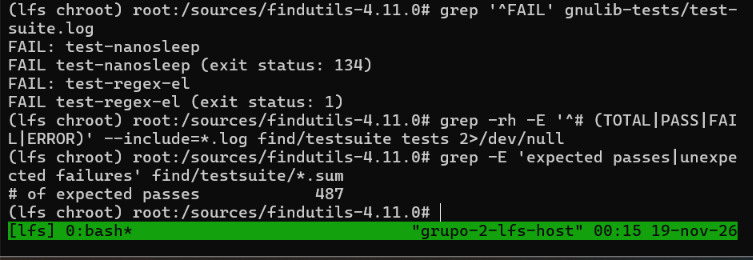 (lfs chroot) root:/sources/findutils-4.11.0# grep '^FAIL' gnulib-tests/test-
suite.log
FAIL: test-nanosleep
FAIL test-nanosleep (exit status: 134)
FAIL: test-regex-el
FAIL test-regex-el (exit status: 1)
(lfs chroot) root:/sources/findutils-4.11.0# grep -rh -E '^# (TOTAL|PASS|FAI
L|ERROR)' --include=*.log find/testsuite tests 2>/dev/null
(lfs chroot) root:/sources/findutils-4.11.0# grep -E 'expected passes|unexpe
cted failures' find/testsuite/*.sum
# of expected passes            487
(lfs chroot) root:/sources/findutils-4.11.0#
[lfs] 0:bash* "grupo-2-lfs-host" 00:15 19-nov-26